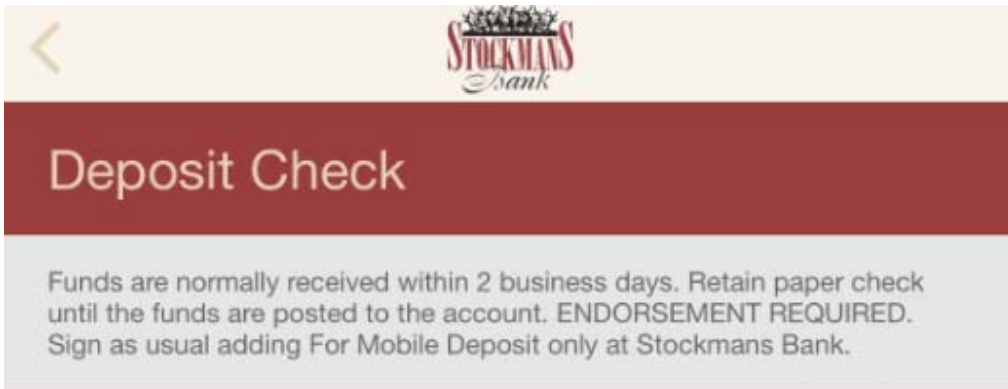 STOCKMANS
Bank
Deposit Check
Funds are normally received within 2 business days. Retain paper check
until the funds are posted to the account. ENDORSEMENT REQUIRED.
Sign as usual adding For Mobile Deposit only at Stockmans Bank.